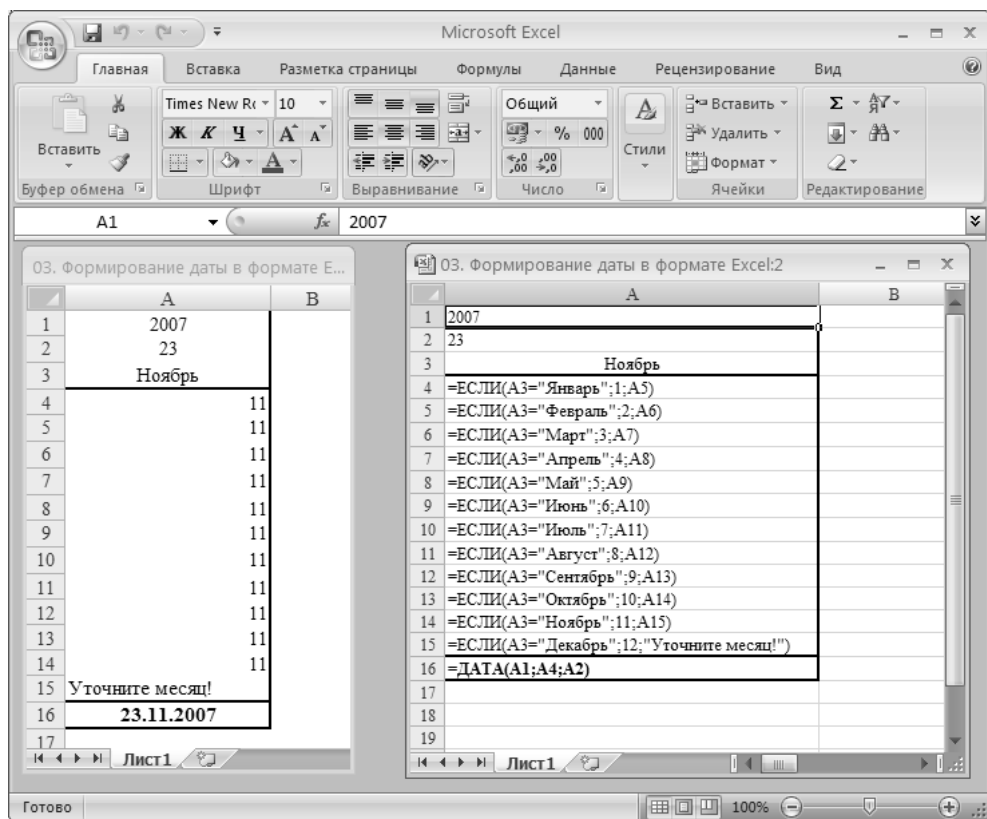 Microsoft Excel
Главная Вставка Разметка страницы Формулы Данные Рецензирование Вид
Вставить
Буфер обмена
Times New Ro 10
Ж К Ч А А
А
Шрифт
Выравнивание
Общий
% 000
,0 ,00
,00 ,0
Число
А
Стили
Вставить
Удалить
Формат
Ячейки
Σ
Редактирование
A1 fx 2007
03. Формирование даты в формате E...
A B
1 2007
2 23
3 Ноябрь
4 11
5 11
6 11
7 11
8 11
9 11
10 11
11 11
12 11
13 11
14 11
15 Уточните месяц!
16 23.11.2007
17
Лист1
03. Формирование даты в формате Excel:2
A B
1 2007
2 23
3 Ноябрь
4 =ЕСЛИ(A3="Январь";1;A5)
5 =ЕСЛИ(A3="Февраль";2;A6)
6 =ЕСЛИ(A3="Март";3;A7)
7 =ЕСЛИ(A3="Апрель";4;A8)
8 =ЕСЛИ(A3="Май";5;A9)
9 =ЕСЛИ(A3="Июнь";6;A10)
10 =ЕСЛИ(A3="Июль";7;A11)
11 =ЕСЛИ(A3="Август";8;A12)
12 =ЕСЛИ(A3="Сентябрь";9;A13)
13 =ЕСЛИ(A3="Октябрь";10;A14)
14 =ЕСЛИ(A3="Ноябрь";11;A15)
15 =ЕСЛИ(A3="Декабрь";12;"Уточните месяц!")
16 =ДАТА(A1;A4;A2)
17
18
19
Лист1
Готово 100%